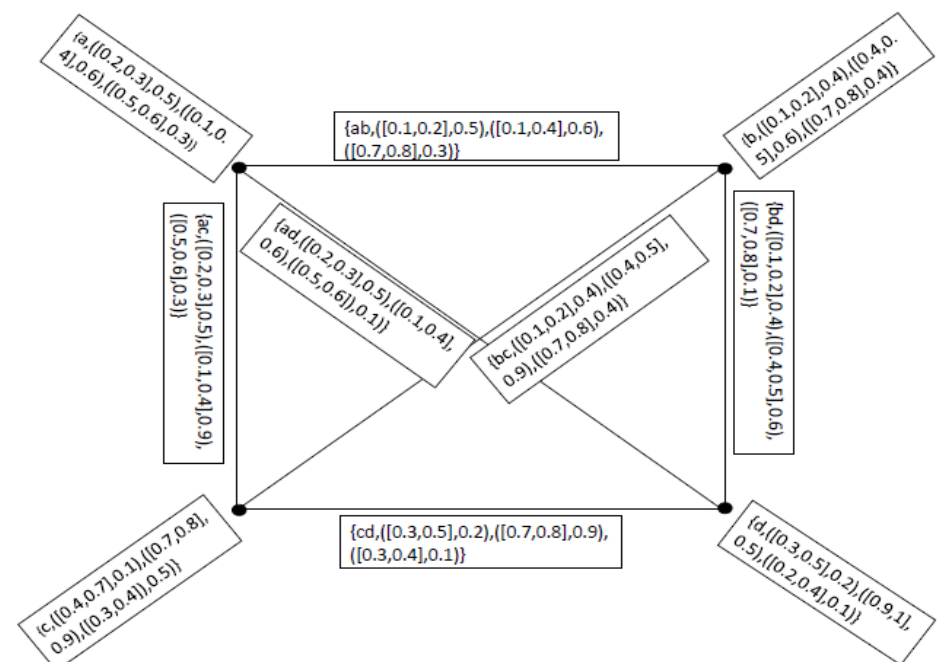 {a,([0.2,0.3],0.5),([0.1,0.
4],0.6),([0.5,0.6],0.3)}
{b,([0.1,0.2],0.4),([0.4,0.
5],0.6),([0.7,0.8],0.4)}
{ab,([0.1,0.2],0.5),([0.1,0.4],0.6),
([0.7,0.8],0.3)}
{ac,([0.2,0.3],0.5),([0.1,0.4],0.9),
([0.5,0.6],0.3)}
{ad,([0.2,0.3],0.5),([0.1,0.4],
0.6),([0.5,0.6]),0.1)}
{bc,([0.1,0.2],0.4),([0.4,0.5],
0.9),([0.7,0.8],0.4)}
{bd,([0.1,0.2],0.4),([0.4,0.5],0.6),
([0.7,0.8],0.1)}
{c,([0.4,0.7],0.1),([0.7,0.8],
0.9),([0.3,0.4]),0.5)}
{cd,([0.3,0.5],0.2),([0.7,0.8],0.9),
([0.3,0.4],0.1)}
{d,([0.3,0.5],0.2),([0.9,1],
0.5),([0.2,0.4],0.1)}